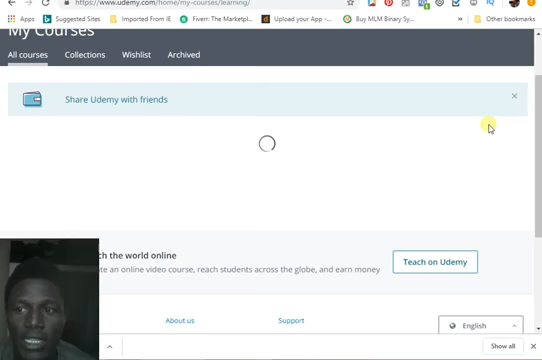 https://www.udemy.com/home/my-courses/learning/
Apps Suggested Sites Imported From IE Fiverr: The Marketpl Upload your App - Buy MLM Binary Sy » Other bookmarks
My Courses
All courses Collections Wishlist Archived
Share Udemy with friends
ch the world online
ate an online video course, reach students across the globe, and earn money
Teach on Udemy
About us Support English
Show all